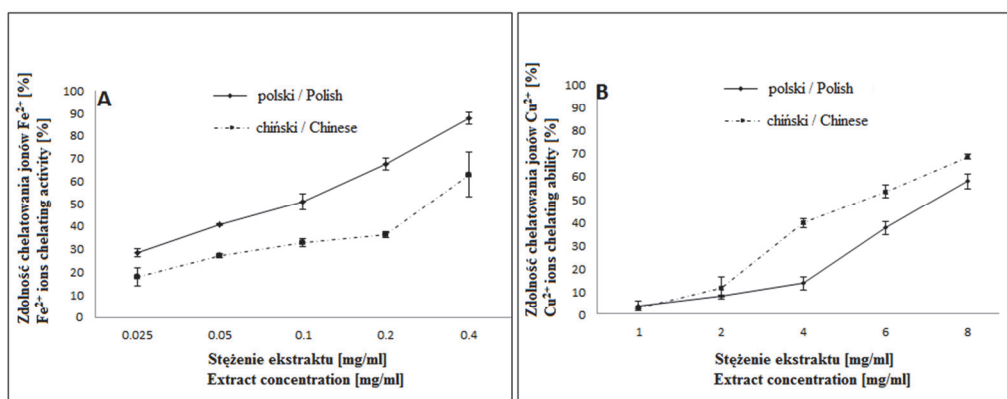 Zdolność chelatowania jonów Fe²⁺ [%]
Fe²⁺ ions chelating activity [%]
A
polski / Polish
chiński / Chinese
100
90
80
70
60
50
40
30
20
10
0
0.025 0.05 0.1 0.2 0.4
Stężenie ekstraktu [mg/ml]
Extract concentration [mg/ml]
Zdolność chelatowania jonów Cu²⁺ [%]
Cu²⁺ ions chelating ability [%]
B
polski / Polish
chiński / Chinese
100
90
80
70
60
50
40
30
20
10
0
1 2 4 6 8
Stężenie ekstraktu [mg/ml]
Extract concentration [mg/ml]